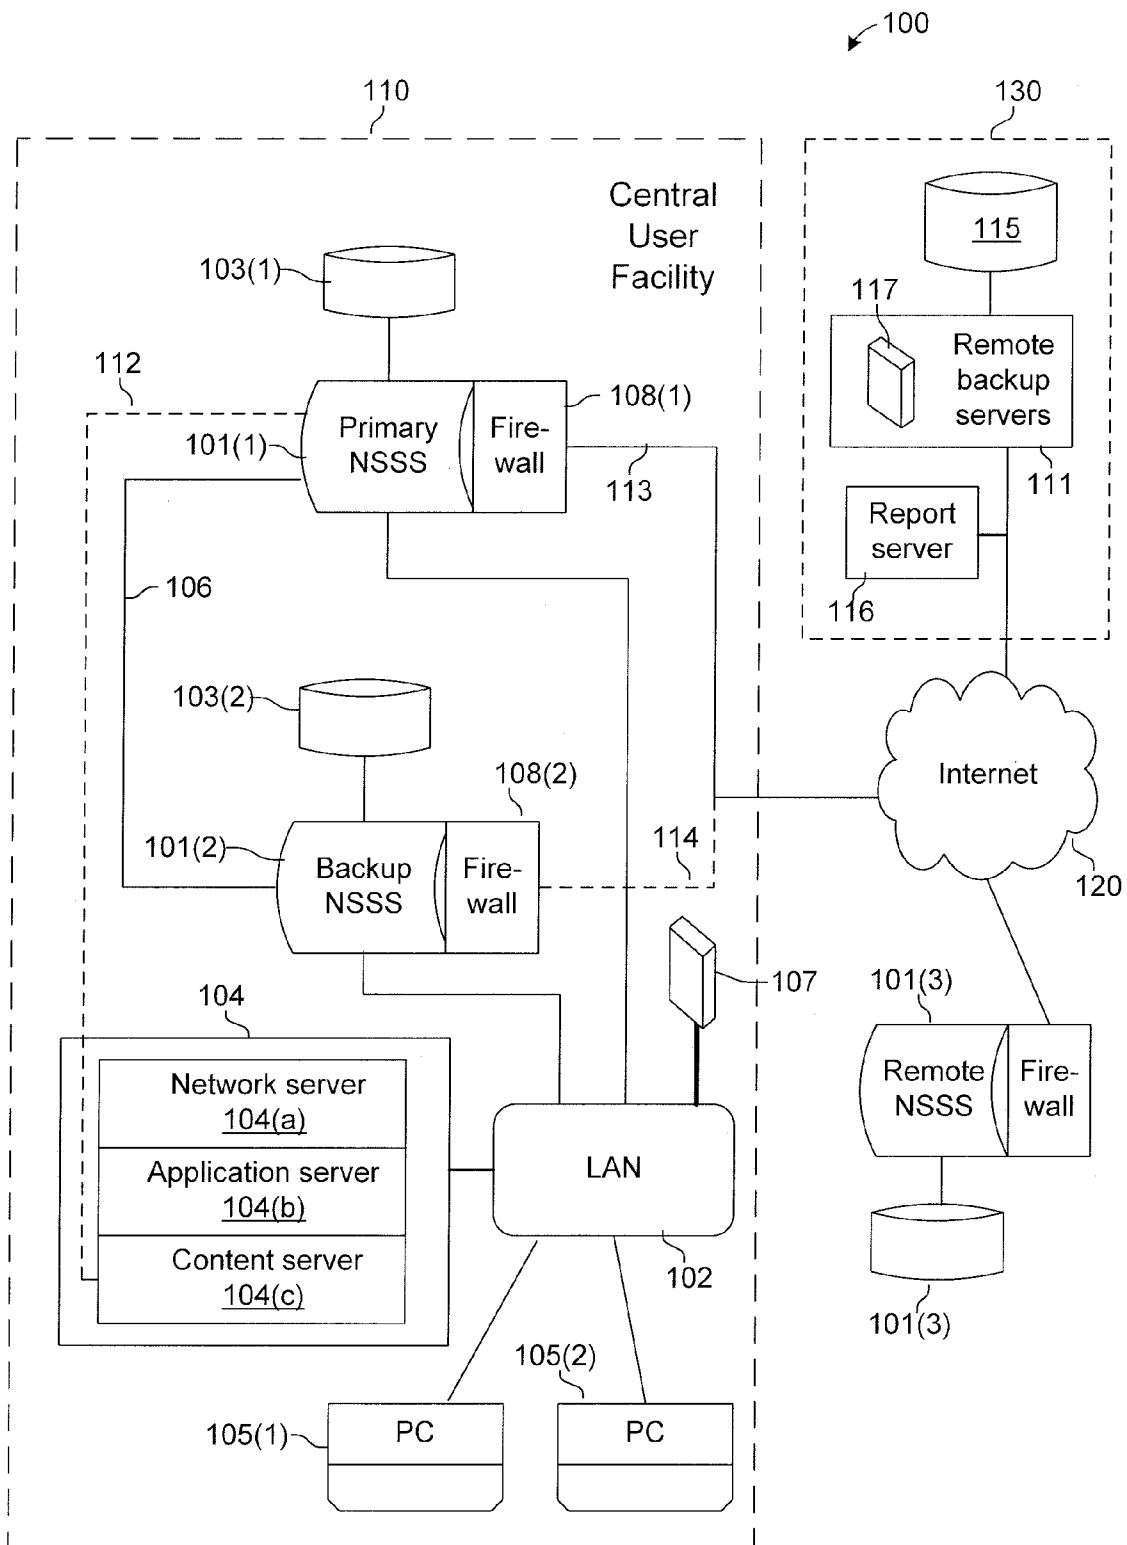 100
110
130
Central
User
Facility
115
103(1)
117
Remote
backup
servers
112
108(1)
101(1)
Primary
NSSS
Fire-
wall
113
111
Report
server
116
106
103(2)
108(2)
Internet
114
101(2)
Backup
NSSS
Fire-
wall
120
107
101(3)
104
Network server
104(a)
Application server
104(b)
Content server
104(c)
LAN
102
Remote
NSSS
Fire-
wall
101(3)
105(2)
105(1)
PC
PC